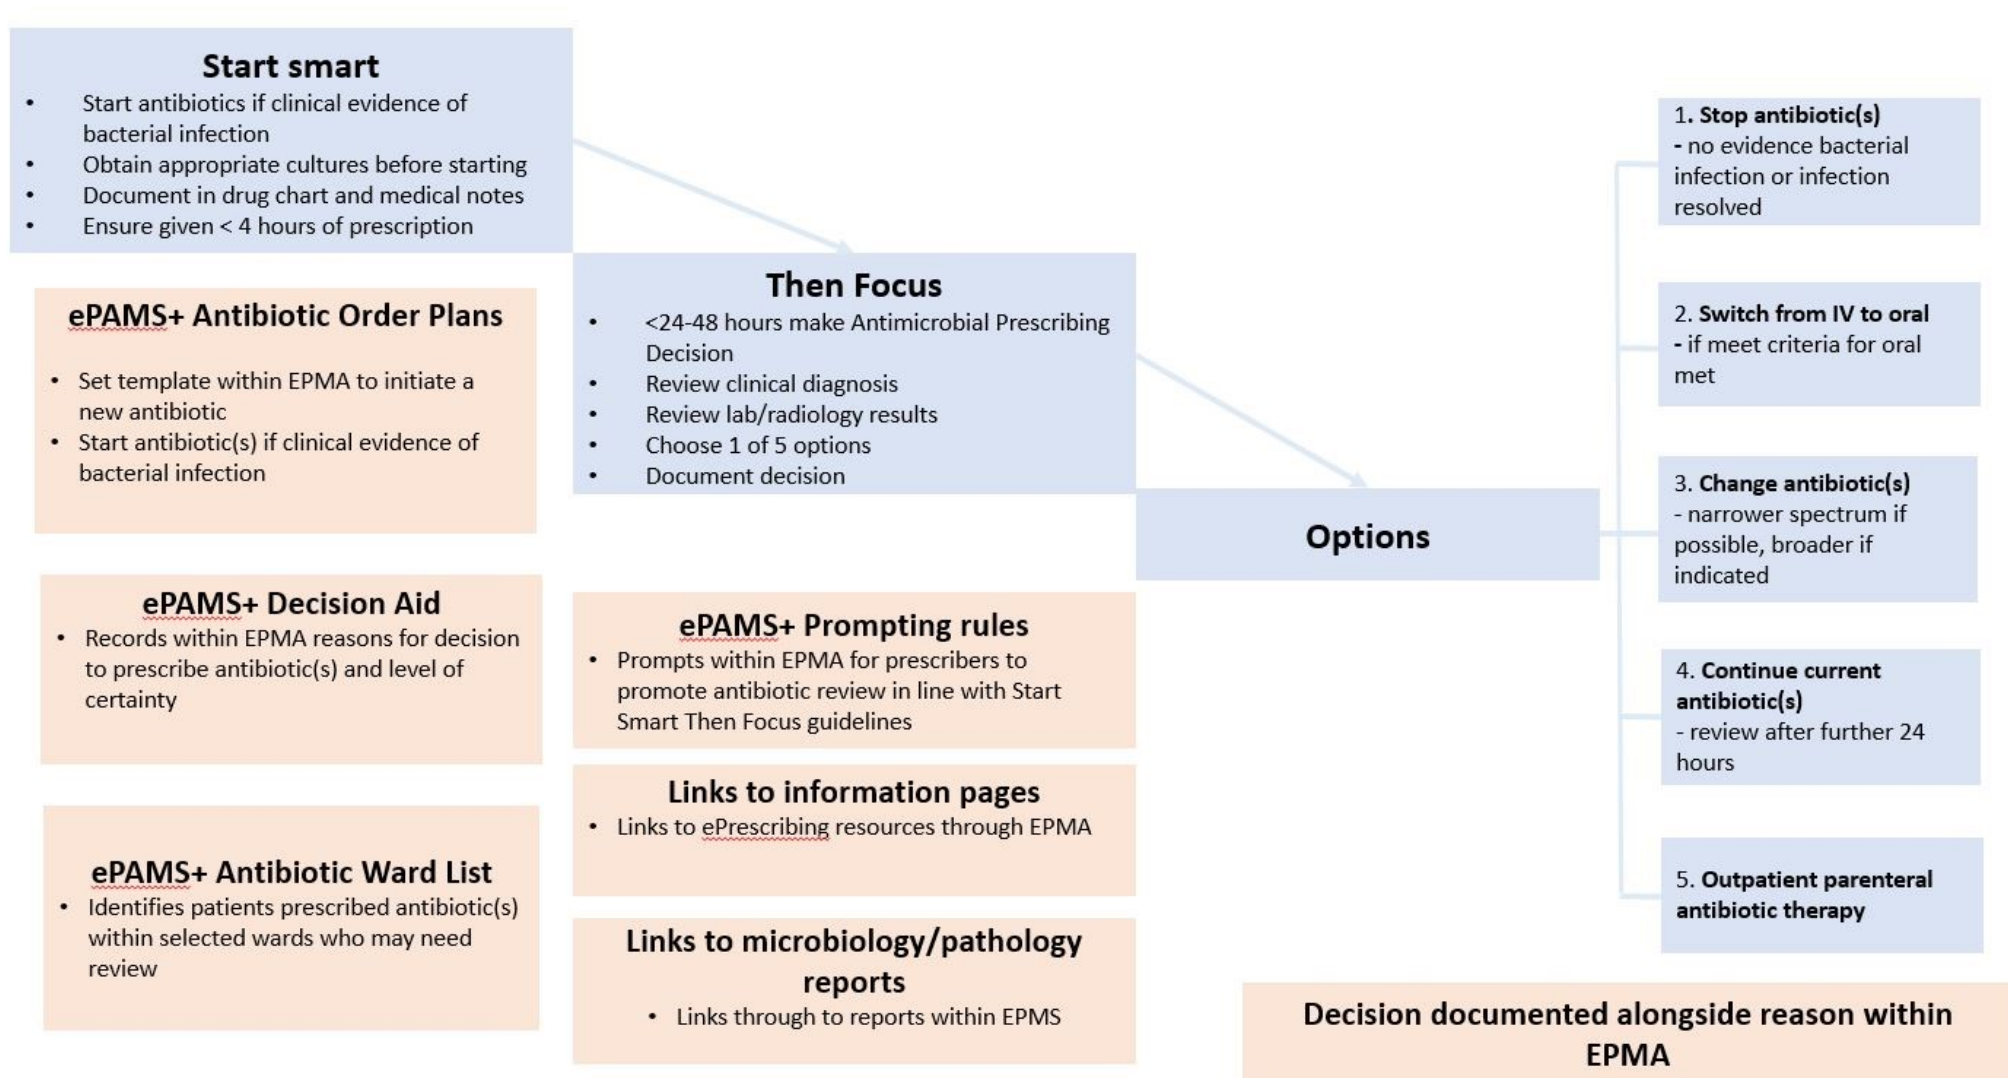 Start smart
• Start antibiotics if clinical evidence of
bacterial infection
• Obtain appropriate cultures before starting
• Document in drug chart and medical notes
• Ensure given < 4 hours of prescription
ePAMS+ Antibiotic Order Plans
• Set template within EPMA to initiate a
new antibiotic
• Start antibiotic(s) if clinical evidence of
bacterial infection
ePAMS+ Decision Aid
• Records within EPMA reasons for decision
to prescribe antibiotic(s) and level of
certainty
ePAMS+ Antibiotic Ward List
• Identifies patients prescribed antibiotic(s)
within selected wards who may need
review
Then Focus
• <24-48 hours make Antimicrobial Prescribing
Decision
• Review clinical diagnosis
• Review lab/radiology results
• Choose 1 of 5 options
• Document decision
ePAMS+ Prompting rules
• Prompts within EPMA for prescribers to
promote antibiotic review in line with Start
Smart Then Focus guidelines
Links to information pages
• Links to ePrescribing resources through EPMA
Links to microbiology/pathology
reports
• Links through to reports within EPMS
Options
1. Stop antibiotic(s)
- no evidence bacterial
infection or infection
resolved
2. Switch from IV to oral
- if meet criteria for oral
met
3. Change antibiotic(s)
- narrower spectrum if
possible, broader if
indicated
4. Continue current
antibiotic(s)
- review after further 24
hours
5. Outpatient parenteral
antibiotic therapy
Decision documented alongside reason within
EPMA